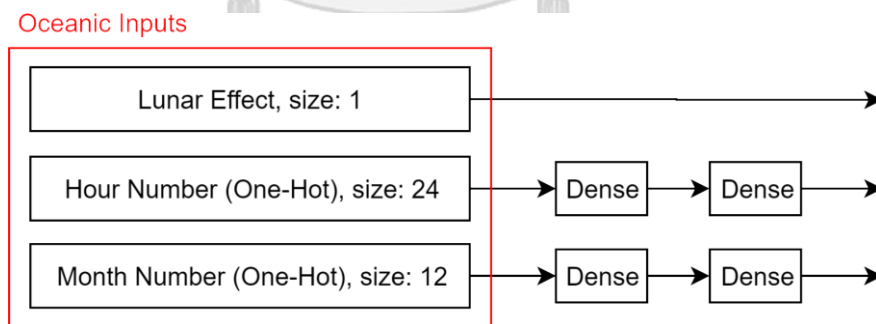 Oceanic Inputs
Lunar Effect, size: 1
Hour Number (One-Hot), size: 24
Dense
Dense
Month Number (One-Hot), size: 12
Dense
Dense